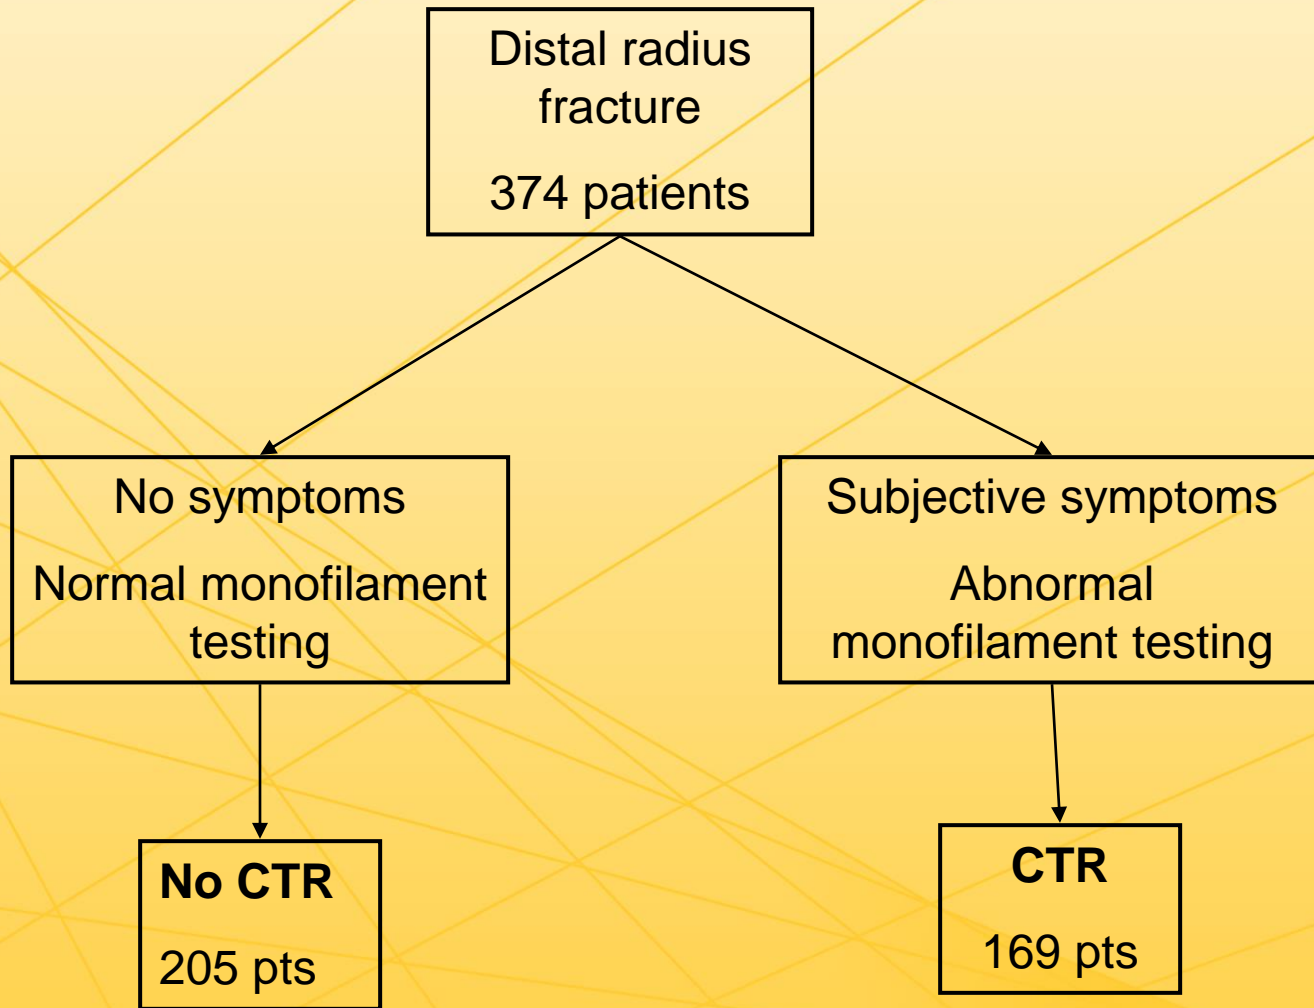 Distal radius
fracture
374 patients
No symptoms
Normal monofilament
testing
Subjective symptoms
Abnormal
monofilament testing
No CTR
205 pts
CTR
169 pts